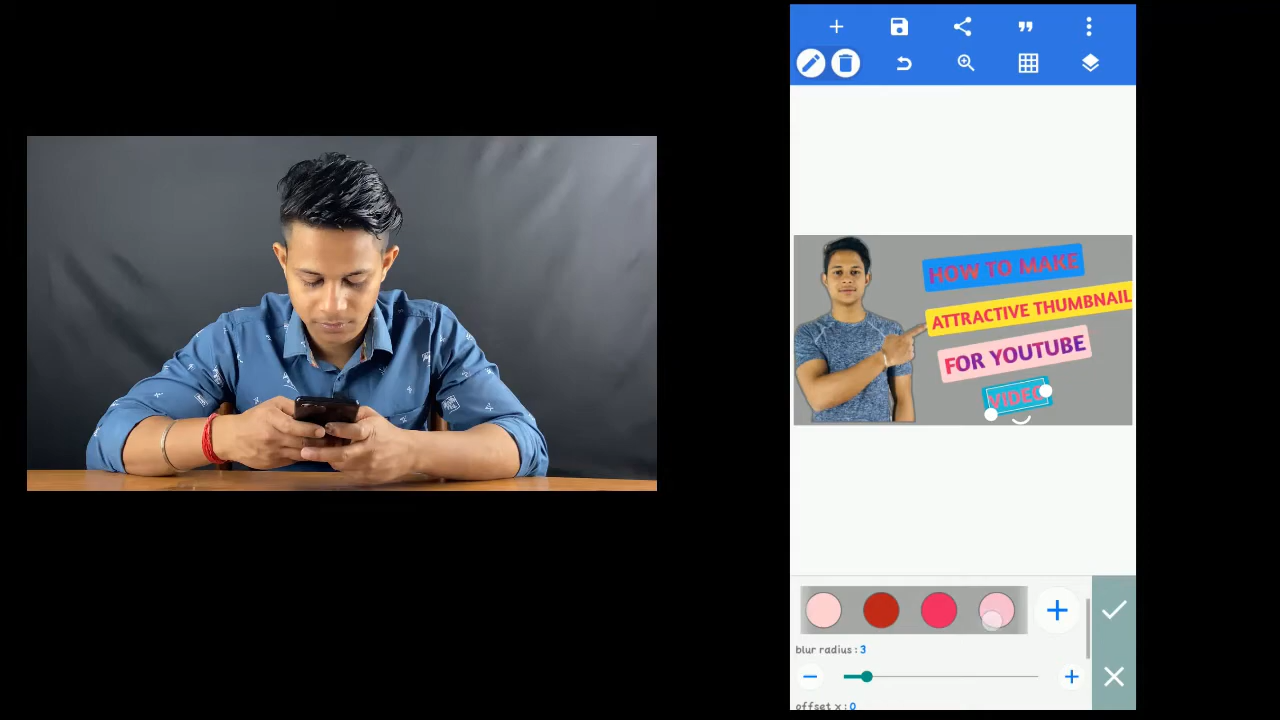 HOW TO MAKE
ATTRACTIVE THUMBNAIL
FOR YOUTUBE
VIDEO
blur radius : 3
offset x : 0